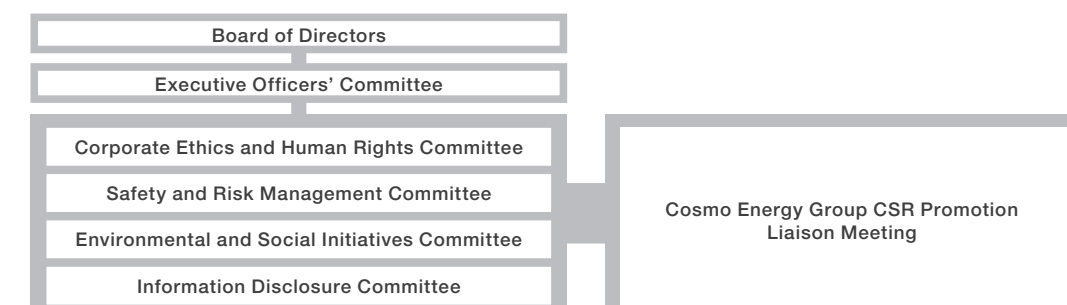 Board of Directors
Executive Officers’ Committee
Corporate Ethics and Human Rights Committee
Safety and Risk Management Committee
Environmental and Social Initiatives Committee
Information Disclosure Committee
Cosmo Energy Group CSR Promotion
Liaison Meeting